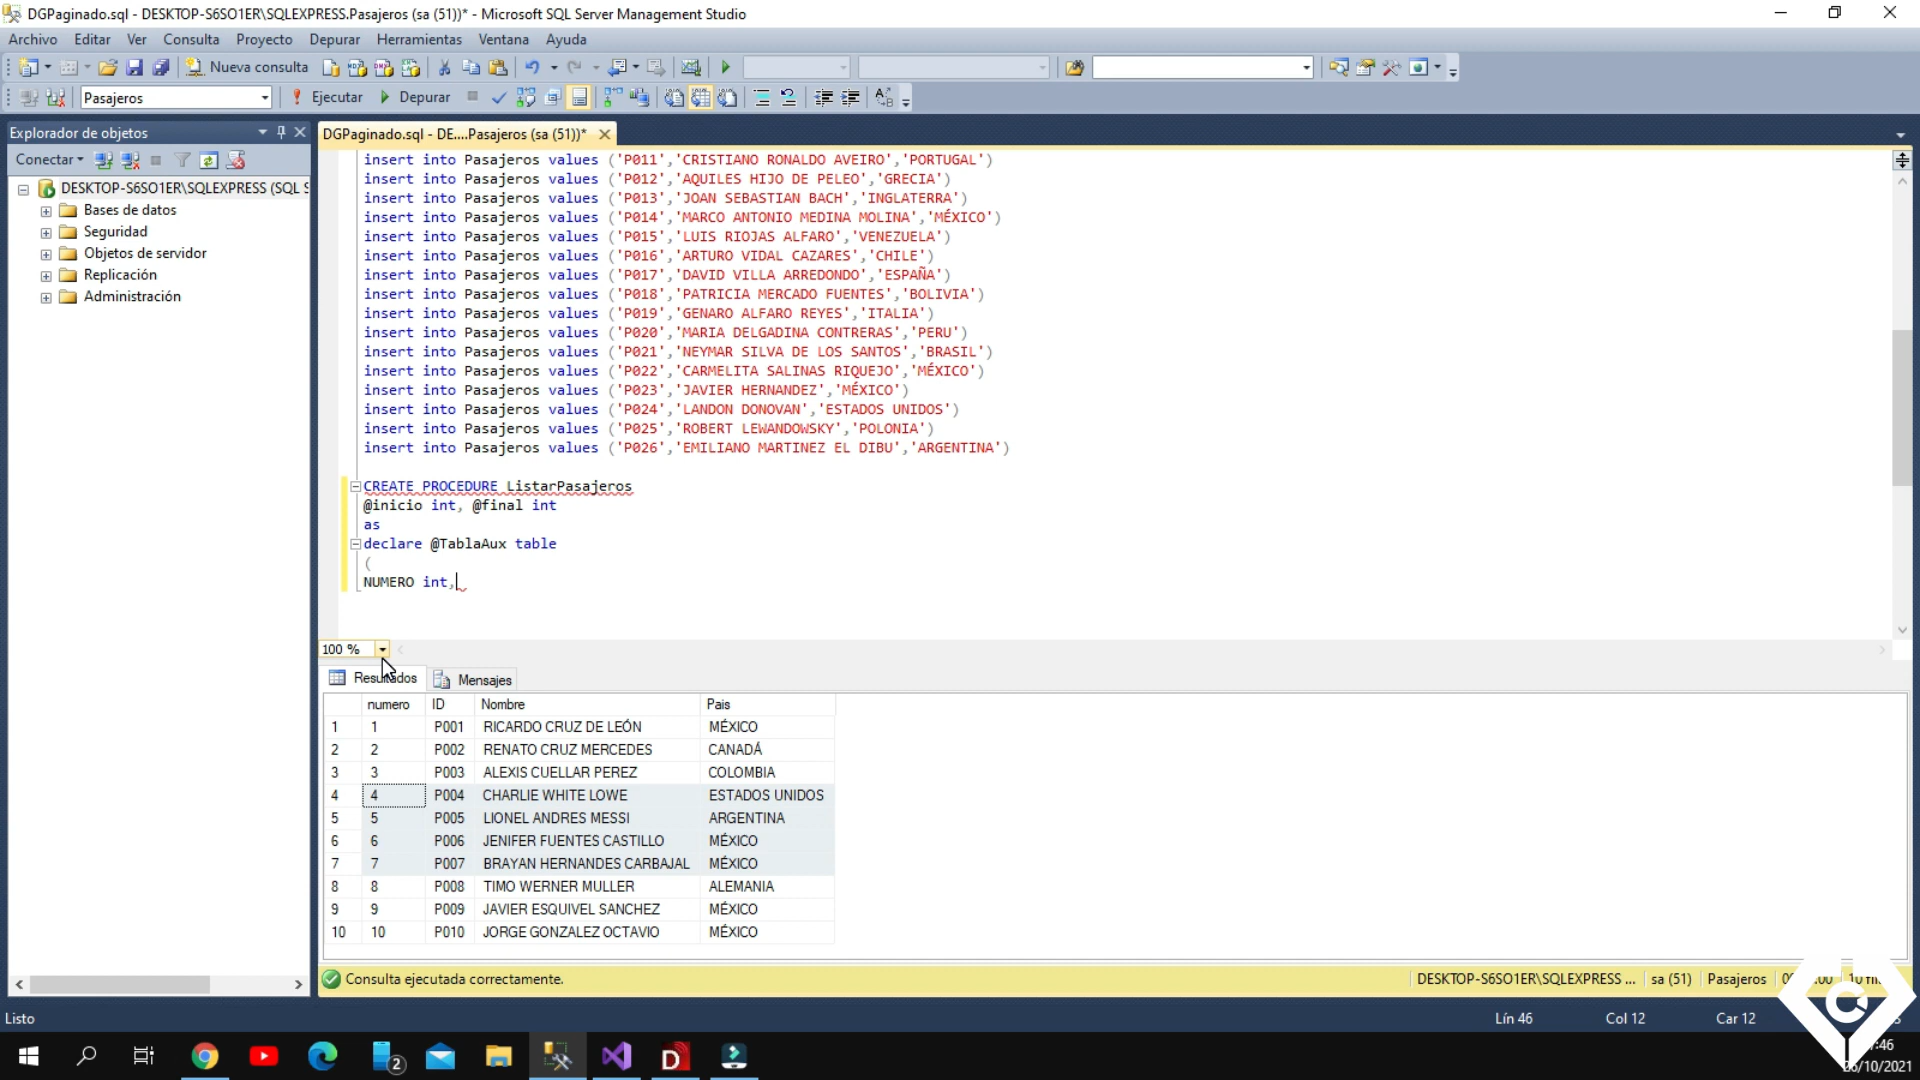 DGPaginado.sql - DESKTOP-S6SO1ER\SQLEXPRESS.Pasajeros (sa (51))* - Microsoft SQL Server Management Studio
Archivo Editar Ver Consulta Proyecto Depurar Herramientas Ventana Ayuda
Nueva consulta
Pasajeros Ejecutar Depurar
Explorador de objetos
DGPaginado.sql - DE....Pasajeros (sa (51))*
Conectar
DESKTOP-S6SO1ER\SQLEXPRESS (SQL S
Bases de datos
Seguridad
Objetos de servidor
Replicación
Administración
insert into Pasajeros values ('P011','CRISTIANO RONALDO AVEIRO','PORTUGAL')
insert into Pasajeros values ('P012','AQUILES HIJO DE PELEO','GRECIA')
insert into Pasajeros values ('P013','JOAN SEBASTIAN BACH','INGLATERRA')
insert into Pasajeros values ('P014','MARCO ANTONIO MEDINA MOLINA','MÉXICO')
insert into Pasajeros values ('P015','LUIS RIOJAS ALFARO','VENEZUELA')
insert into Pasajeros values ('P016','ARTURO VIDAL CAZARES','CHILE')
insert into Pasajeros values ('P017','DAVID VILLA ARREDONDO','ESPAÑA')
insert into Pasajeros values ('P018','PATRICIA MERCADO FUENTES','BOLIVIA')
insert into Pasajeros values ('P019','GENARO ALFARO REYES','ITALIA')
insert into Pasajeros values ('P020','MARIA DELGADINA CONTRERAS','PERU')
insert into Pasajeros values ('P021','NEYMAR SILVA DE LOS SANTOS','BRASIL')
insert into Pasajeros values ('P022','CARMELITA SALINAS RIQUEJO','MÉXICO')
insert into Pasajeros values ('P023','JAVIER HERNANDEZ','MÉXICO')
insert into Pasajeros values ('P024','LANDON DONOVAN','ESTADOS UNIDOS')
insert into Pasajeros values ('P025','ROBERT LEWANDOWSKY','POLONIA')
insert into Pasajeros values ('P026','EMILIANO MARTINEZ EL DIBU','ARGENTINA')
CREATE PROCEDURE ListarPasajeros
@inicio int, @final int
as
declare @TablaAux table
(
NUMERO int,
100 %
Resultados Mensajes
numero ID Nombre Pais
1 1 P001 RICARDO CRUZ DE LEÓN MÉXICO
2 2 P002 RENATO CRUZ MERCEDES CANADÁ
3 3 P003 ALEXIS CUELLAR PEREZ COLOMBIA
4 4 P004 CHARLIE WHITE LOWE ESTADOS UNIDOS
5 5 P005 LIONEL ANDRES MESSI ARGENTINA
6 6 P006 JENIFER FUENTES CASTILLO MÉXICO
7 7 P007 BRAYAN HERNANDES CARBAJAL MÉXICO
8 8 P008 TIMO WERNER MULLER ALEMANIA
9 9 P009 JAVIER ESQUIVEL SANCHEZ MÉXICO
10 10 P010 JORGE GONZALEZ OCTAVIO MÉXICO
Consulta ejecutada correctamente. DESKTOP-S6SO1ER\SQLEXPRESS ... sa (51) Pasajeros
Listo Lín 46 Col 12 Car 12
2
:46
/10/2021